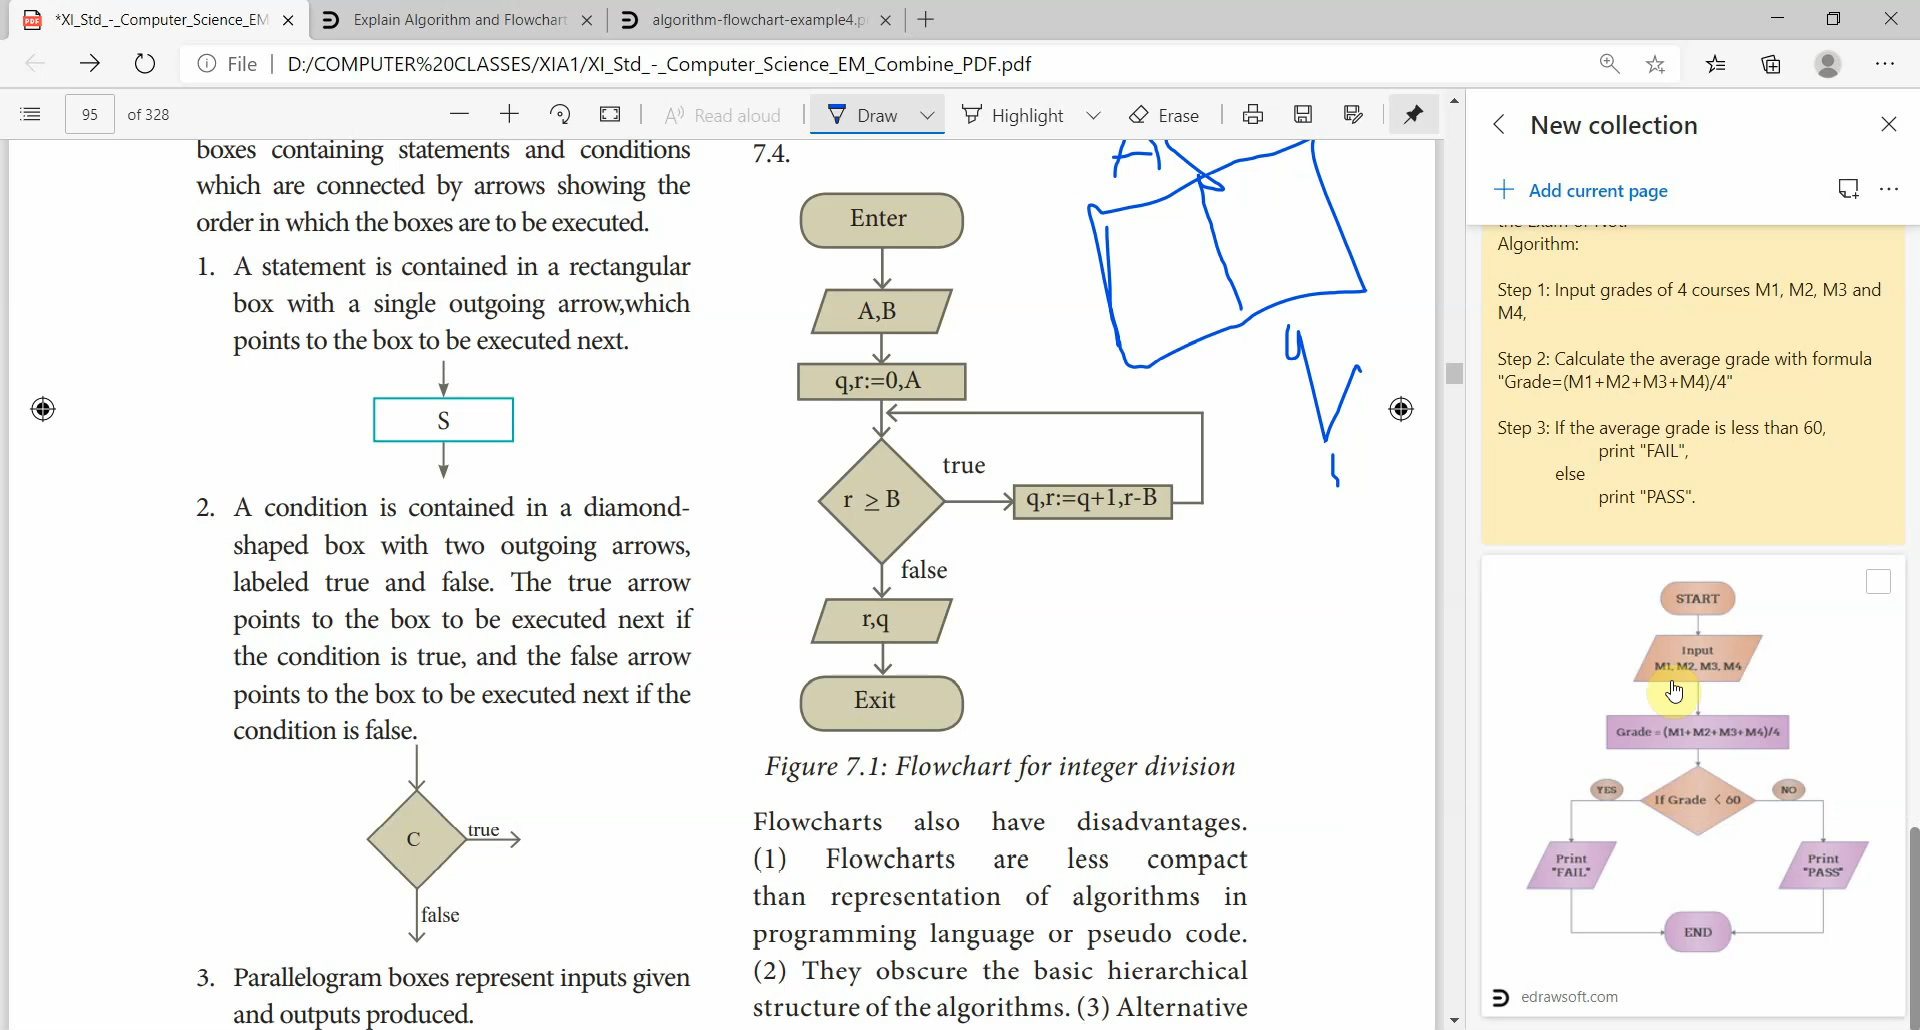 *XI_Std_-_Computer_Science_EM
Explain Algorithm and Flowchart
algorithm-flowchart-example4.p
File
D:/COMPUTER%20CLASSES/XIA1/XI_Std_-_Computer_Science_EM_Combine_PDF.pdf
95 of 328
Read aloud
Draw
Highlight
Erase
boxes containing statements and conditions
which are connected by arrows showing the
order in which the boxes are to be executed.
1. A statement is contained in a rectangular
box with a single outgoing arrow,which
points to the box to be executed next.
S
2. A condition is contained in a diamond-
shaped box with two outgoing arrows,
labeled true and false. The true arrow
points to the box to be executed next if
the condition is true, and the false arrow
points to the box to be executed next if the
condition is false.
C
true
false
3. Parallelogram boxes represent inputs given
and outputs produced.
7.4.
Enter
A,B
q,r:=0,A
r ≥ B
true
q,r:=q+1,r-B
false
r,q
Exit
Figure 7.1: Flowchart for integer division
Flowcharts also have disadvantages.
(1) Flowcharts are less compact
than representation of algorithms in
programming language or pseudo code.
(2) They obscure the basic hierarchical
structure of the algorithms. (3) Alternative
New collection
Add current page
Algorithm:
Step 1: Input grades of 4 courses M1, M2, M3 and
M4,
Step 2: Calculate the average grade with formula
"Grade=(M1+M2+M3+M4)/4"
Step 3: If the average grade is less than 60,
print "FAIL",
else
print "PASS".
START
Input
M1, M2, M3, M4
Grade = (M1+M2+M3+M4)/4
YES
If Grade < 60
NO
Print
"FAIL"
Print
"PASS"
END
edrawsoft.com